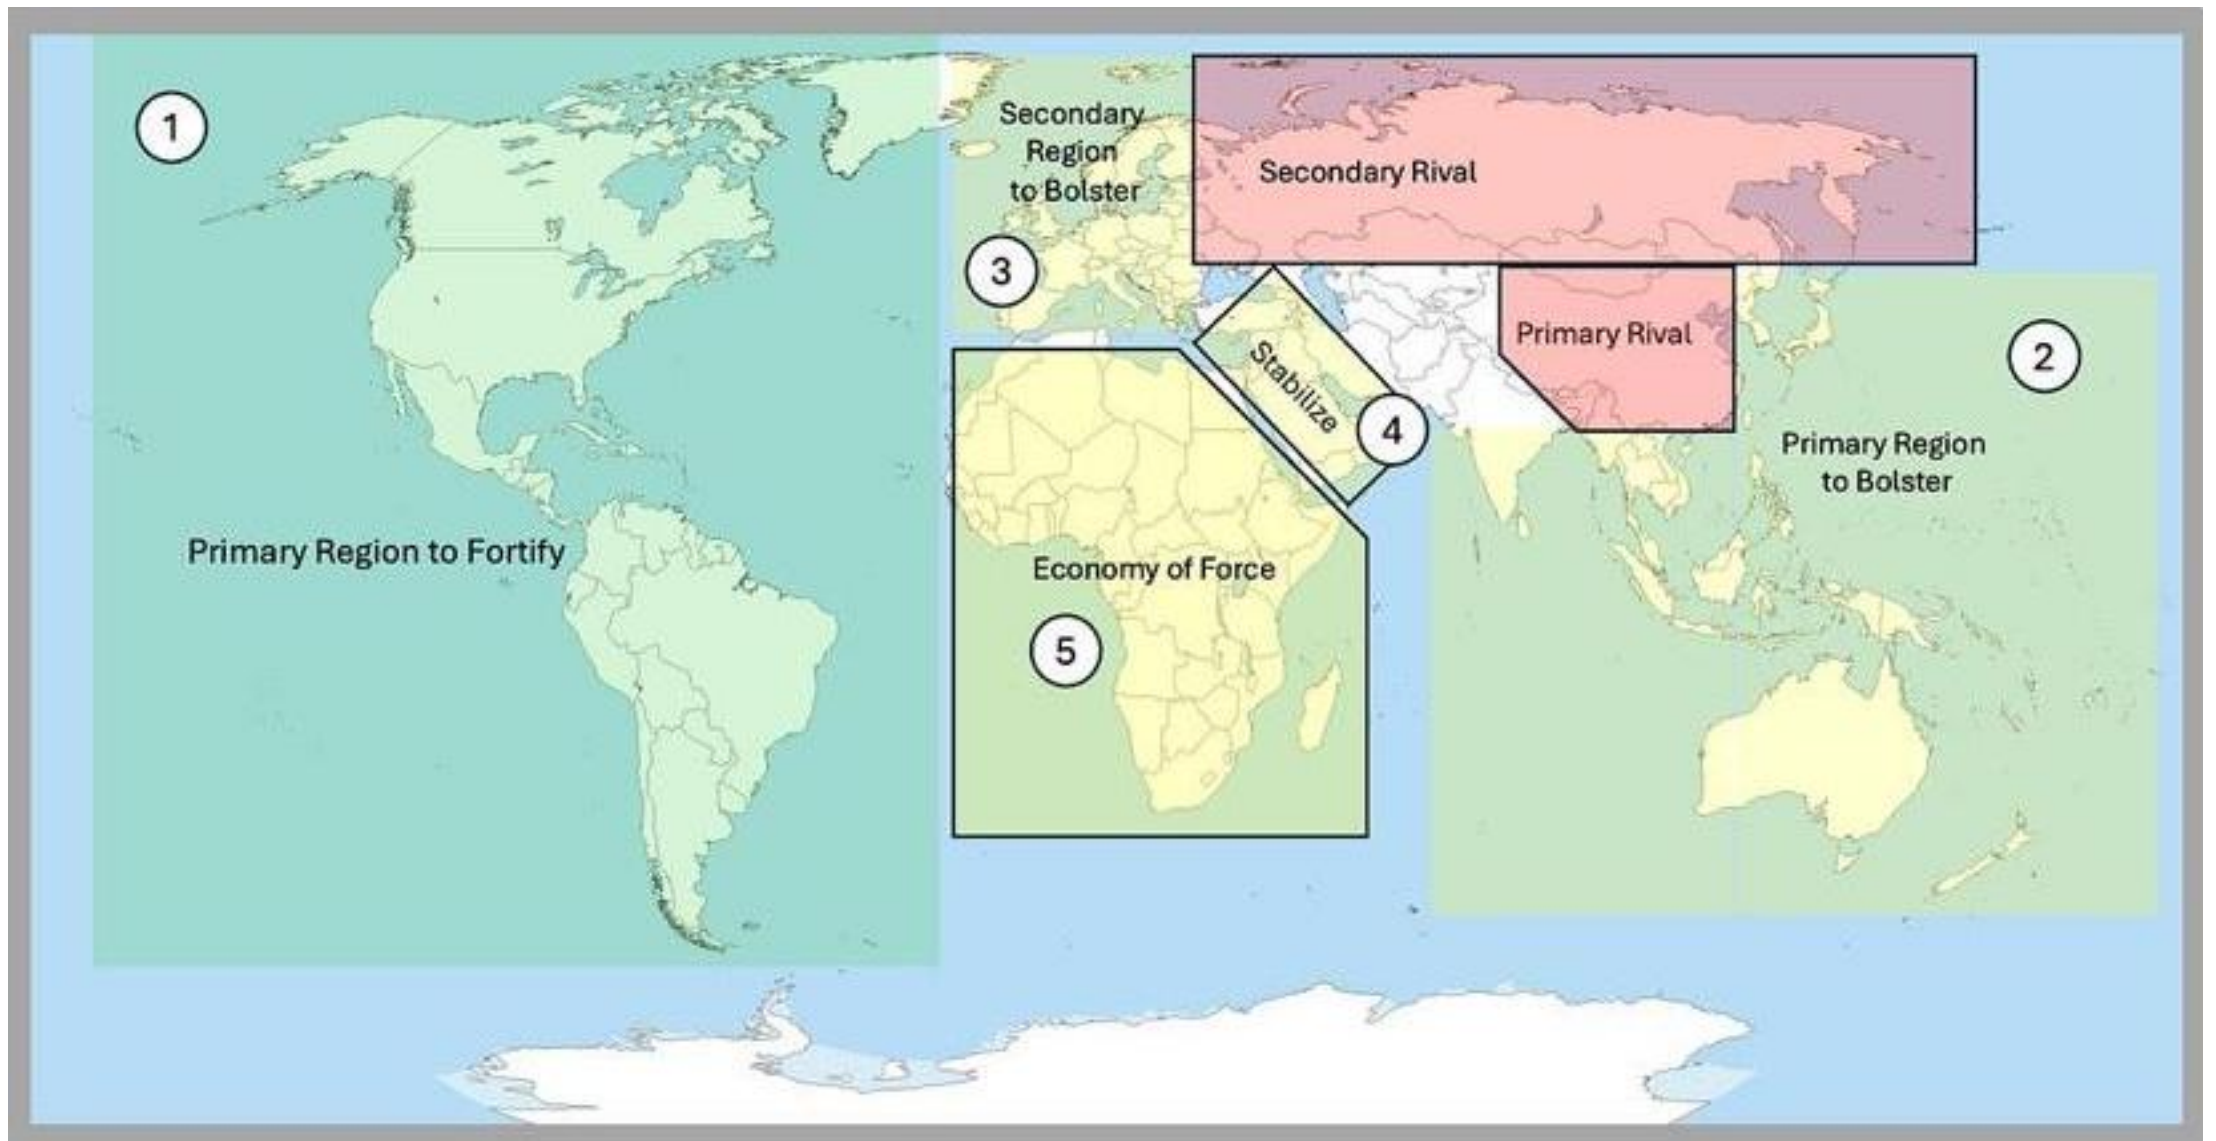 1
Secondary
Region
to Bolster
Secondary Rival
3
Primary Rival
2
Stabilize
4
Primary Region
to Bolster
Primary Region to Fortify
Economy of Force
5